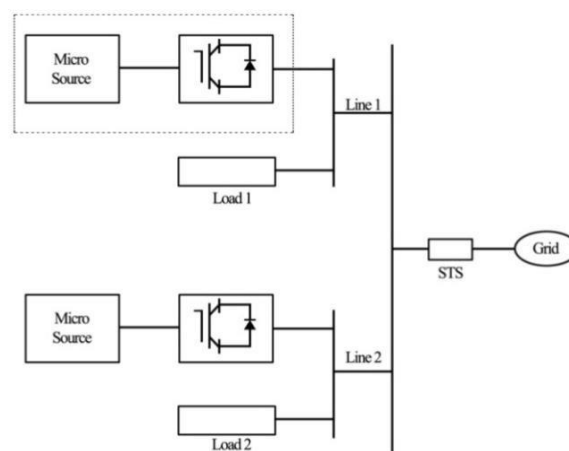 Micro
Source
Line 1
Load 1
Grid
STS
Micro
Source
Line 2
Load 2